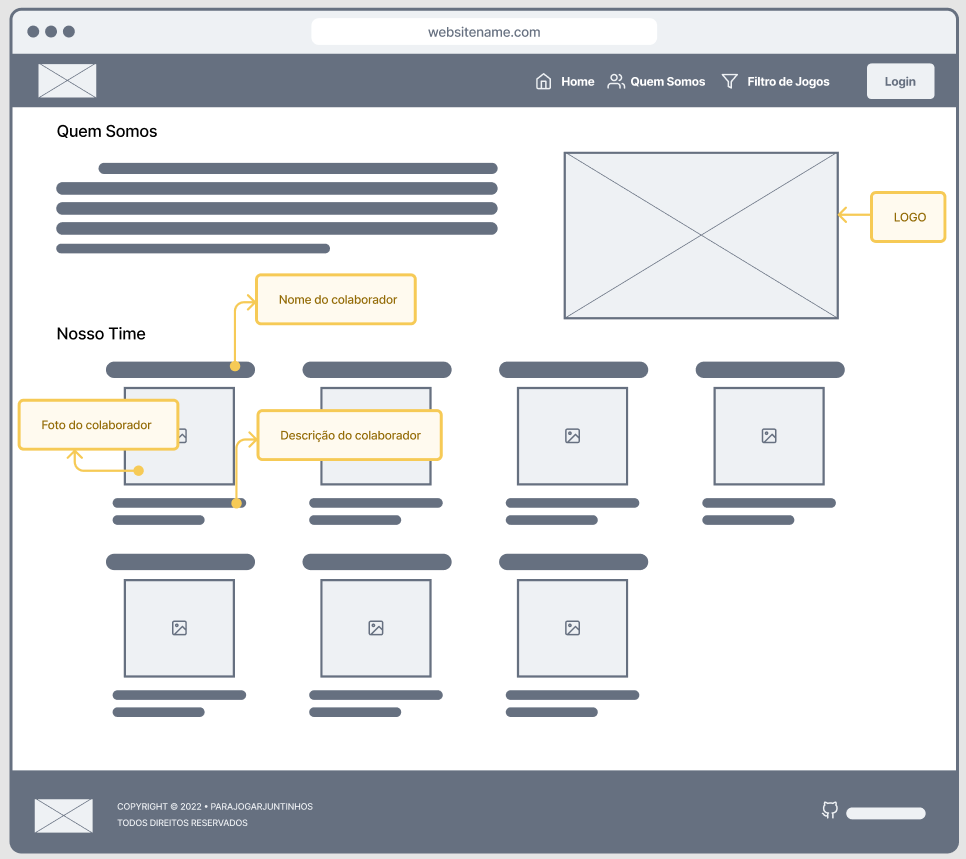 websitename.com
Home
Quem Somos
Filtro de Jogos
Login
Quem Somos
LOGO
Nome do colaborador
Nosso Time
Foto do colaborador
Descrição do colaborador
COPYRIGHT © 2022 • PARAJOGARJUNTINHOS
TODOS DIREITOS RESERVADOS